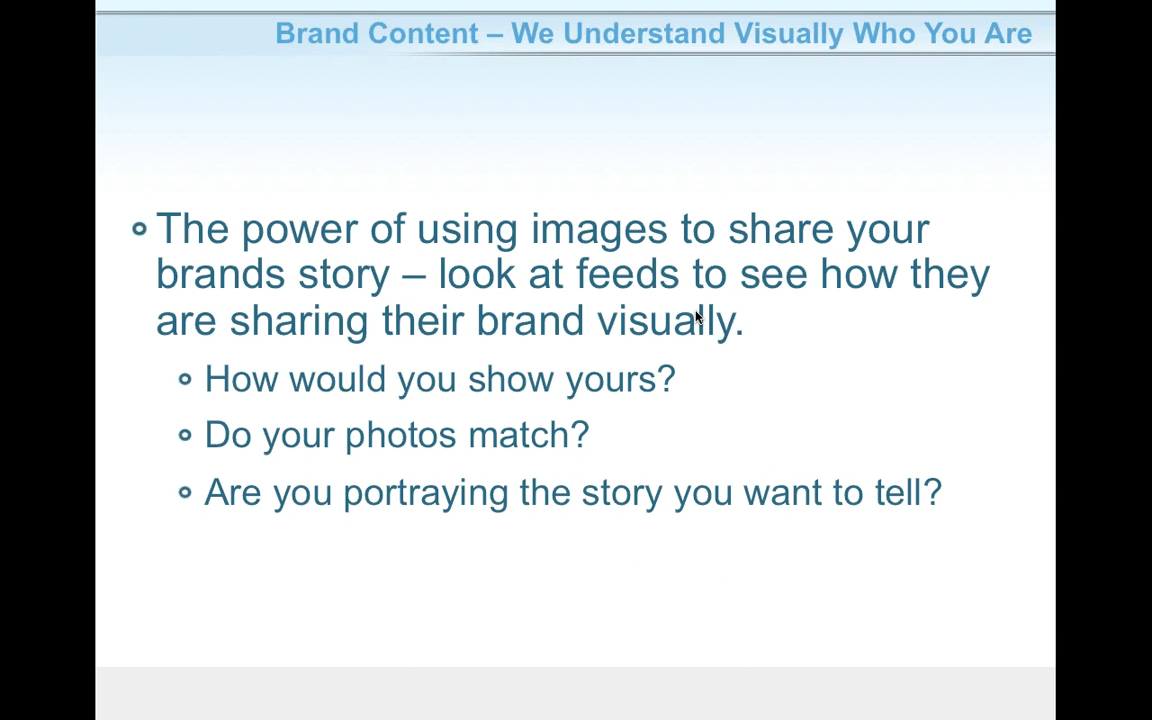 Brand Content – We Understand Visually Who You Are
The power of using images to share your
brands story – look at feeds to see how they
are sharing their brand visually.
How would you show yours?
Do your photos match?
Are you portraying the story you want to tell?